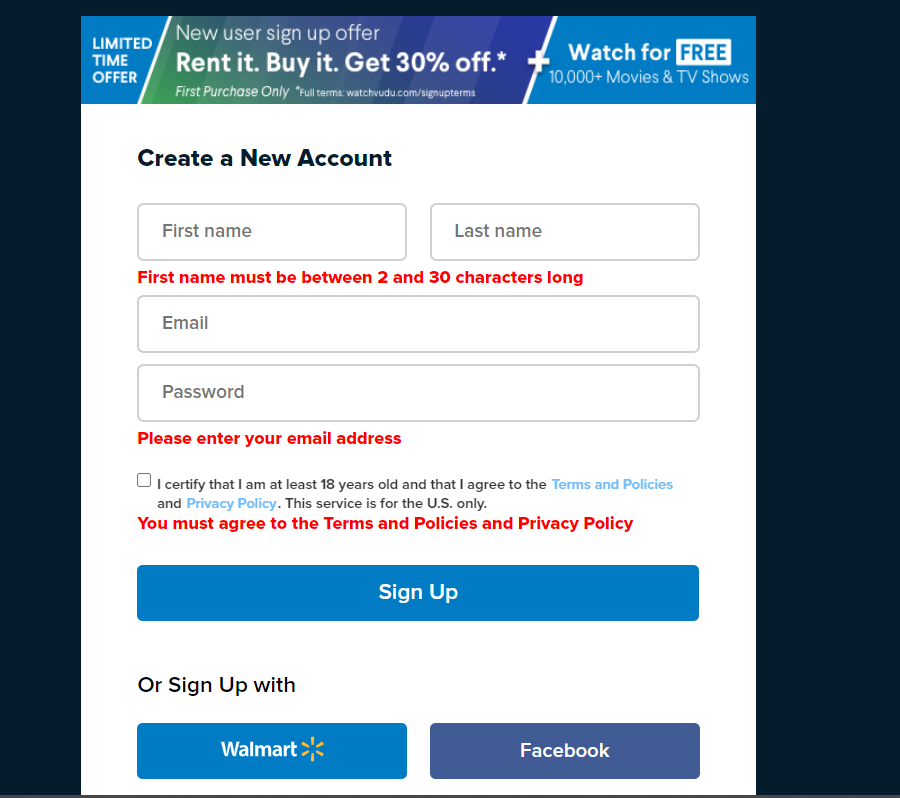 LIMITED
TIME
OFFER
New user sign up offer
Rent it. Buy it. Get 30% off.*
First Purchase Only *Full terms: watchvudu.com/signupterms
+
Watch for FREE
10,000+ Movies & TV Shows
Create a New Account
First name
Last name
First name must be between 2 and 30 characters long
Email
Password
Please enter your email address
I certify that I am at least 18 years old and that I agree to the Terms and Policies
and Privacy Policy. This service is for the U.S. only.
You must agree to the Terms and Policies and Privacy Policy
Sign Up
Or Sign Up with
Walmart
Facebook